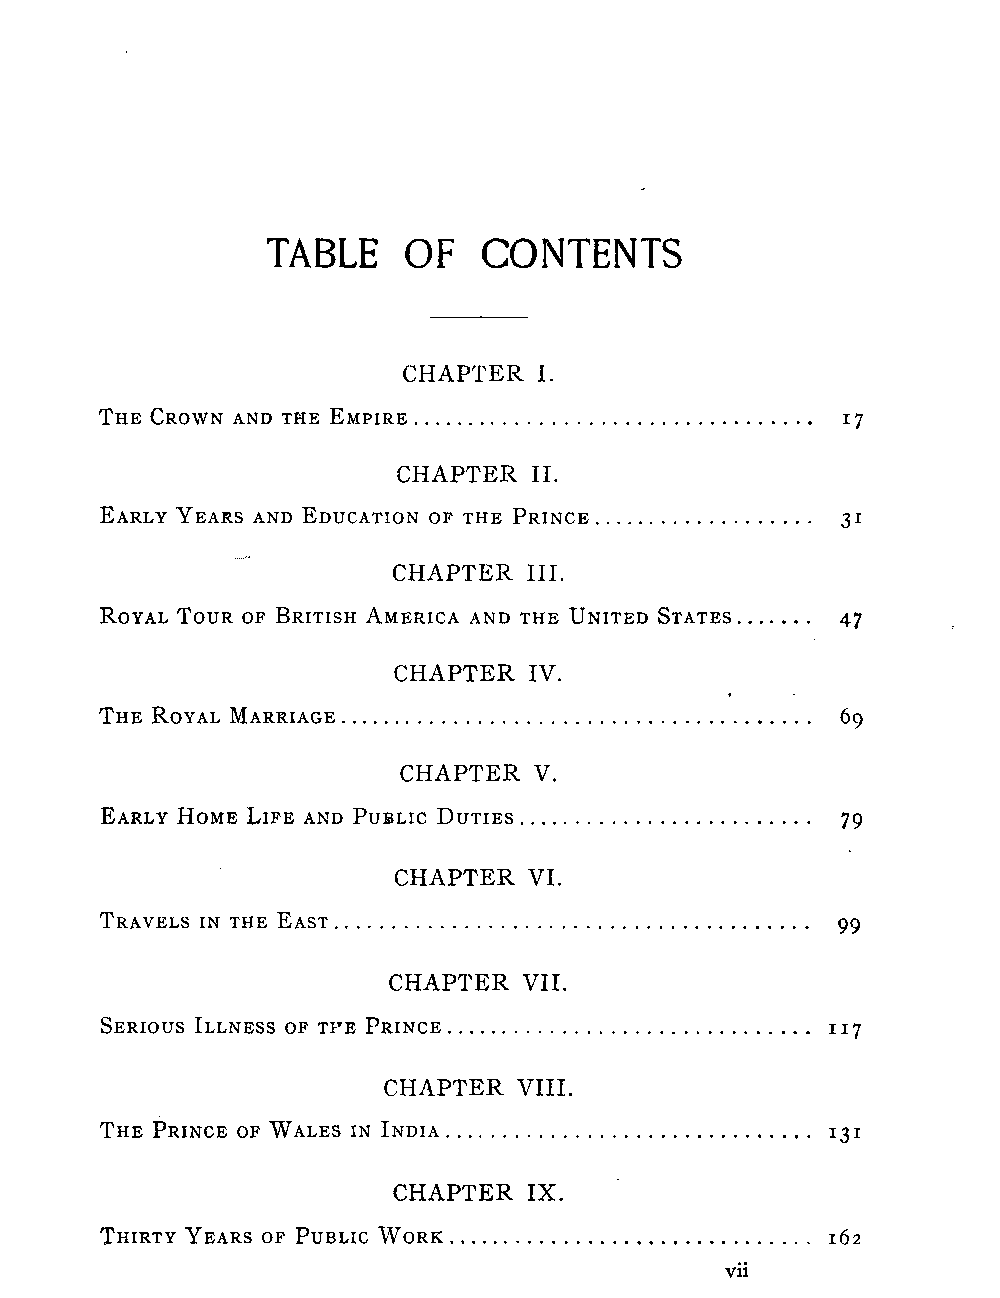 TABLE OF CONTENTS
CHAPTER I.
THE CROWN AND THE EMPIRE.................................. 17
CHAPTER II.
EARLY YEARS AND EDUCATION OF THE PRINCE................... 31
CHAPTER III.
ROYAL TOUR OF BRITISH AMERICA AND THE UNITED STATES....... 47
CHAPTER IV.
THE ROYAL MARRIAGE........................................ 69
CHAPTER V.
EARLY HOME LIFE AND PUBLIC DUTIES......................... 79
CHAPTER VI.
TRAVELS IN THE EAST........................................ 99
CHAPTER VII.
SERIOUS ILLNESS OF THE PRINCE............................... 117
CHAPTER VIII.
THE PRINCE OF WALES IN INDIA............................... 131
CHAPTER IX.
THIRTY YEARS OF PUBLIC WORK............................... 162
vii